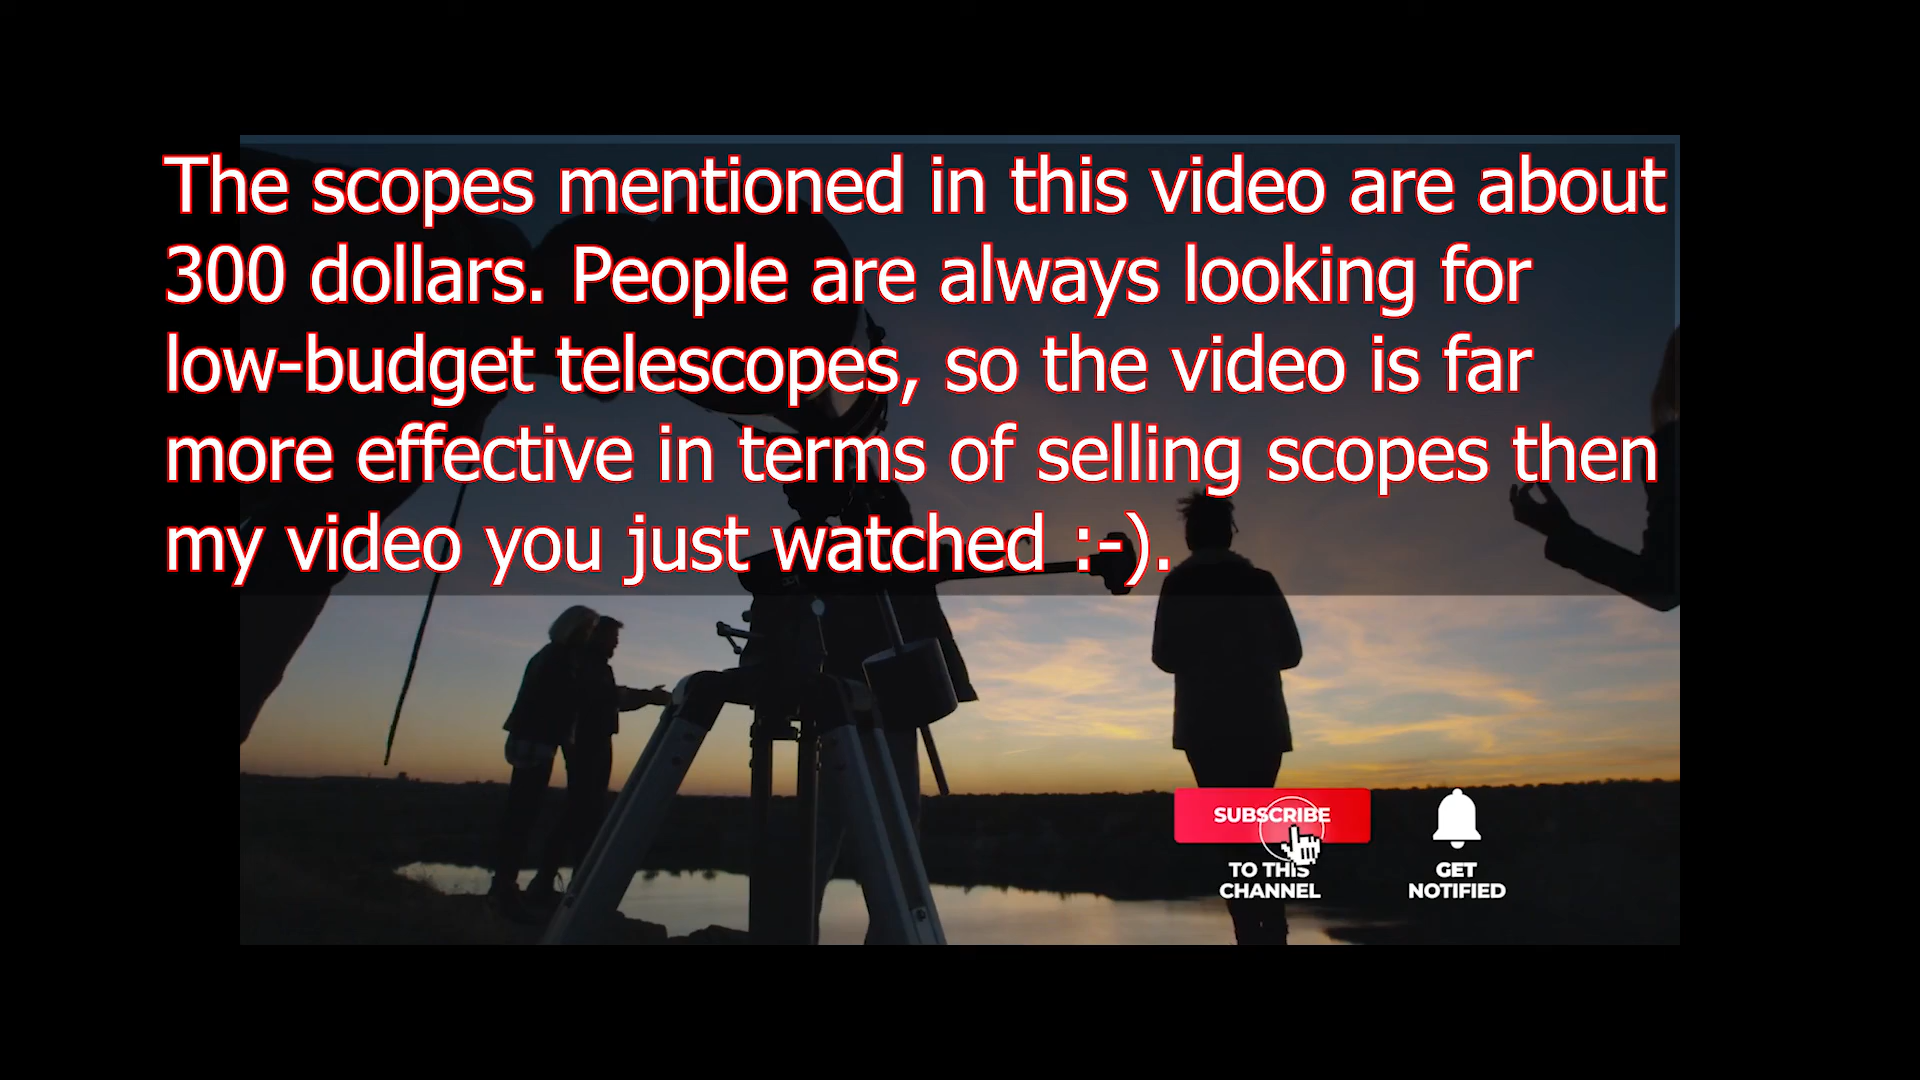 The scopes mentioned in this video are about
300 dollars. People are always looking for
low-budget telescopes, so the video is far
more effective in terms of selling scopes then
my video you just watched :-).
SUBSCRIBE
TO THIS
CHANNEL
GET
NOTIFIED